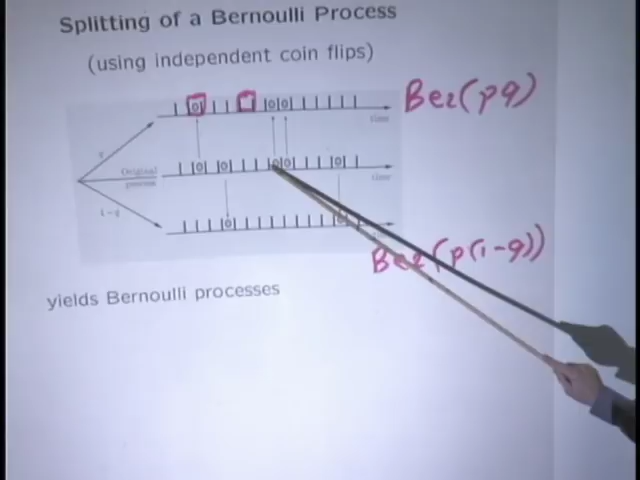 Splitting of a Bernoulli Process
(using independent coin flips)
Ber(pq)
time
q
Original
process
time
1-q
Ber(p(1-q))
yields Bernoulli processes